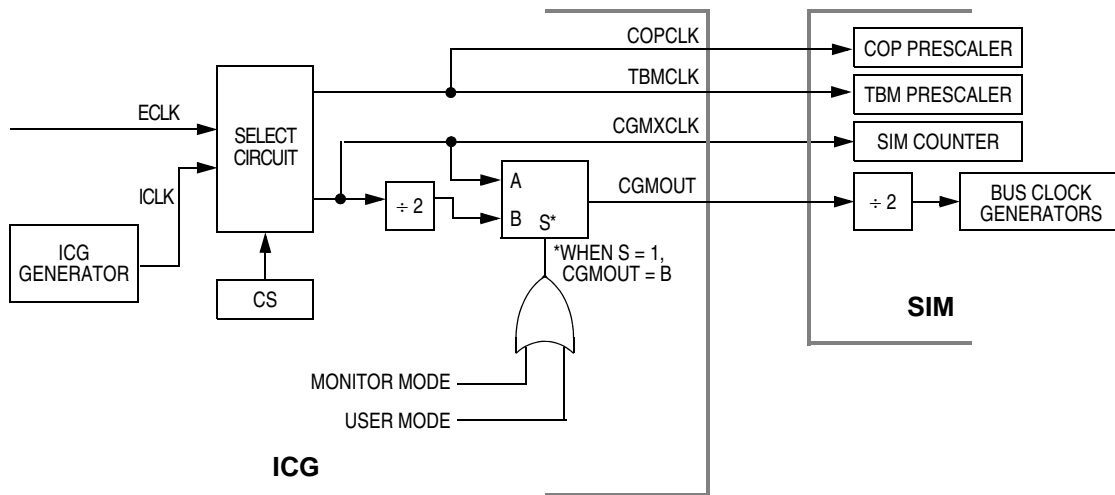 COPCLK
COP PRESCALER
TBMCLK
TBM PRESCALER
ECLK
SELECT
CIRCUIT
CGMXCLK
SIM COUNTER
ICLK
÷ 2
A
B S*
CGMOUT
÷ 2
BUS CLOCK
GENERATORS
ICG
GENERATOR
*WHEN S = 1,
CGMOUT = B
CS
SIM
MONITOR MODE
USER MODE
ICG